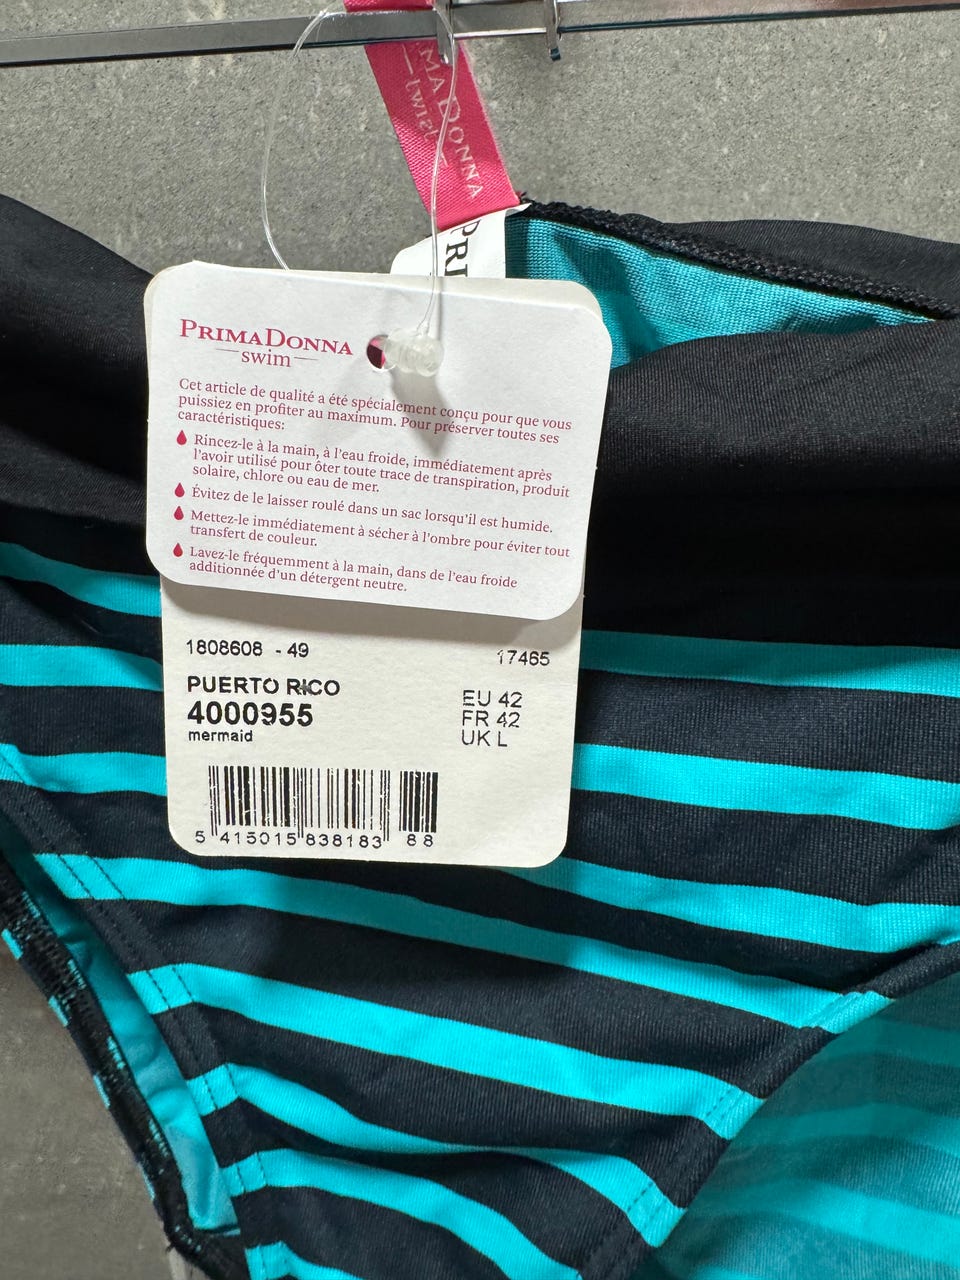 MADONNA
twist
PRI
PRIMADONNA
swim
Cet article de qualité a été spécialement conçu pour que vous
puissiez en profiter au maximum. Pour préserver toutes ses
caractéristiques:
Rincez-le à la main, à l'eau froide, immédiatement après
l'avoir utilisé pour ôter toute trace de transpiration, produit
solaire, chlore ou eau de mer.
Évitez de le laisser roulé dans un sac lorsqu'il est humide.
Mettez-le immédiatement à sécher à l'ombre pour éviter tout
transfert de couleur.
Lavez-le fréquemment à la main, dans de l'eau froide
additionnée d'un détergent neutre.
1808608 - 49
17465
PUERTO RICO
4000955
mermaid
EU 42
FR 42
UK L
5 415015 838183 88